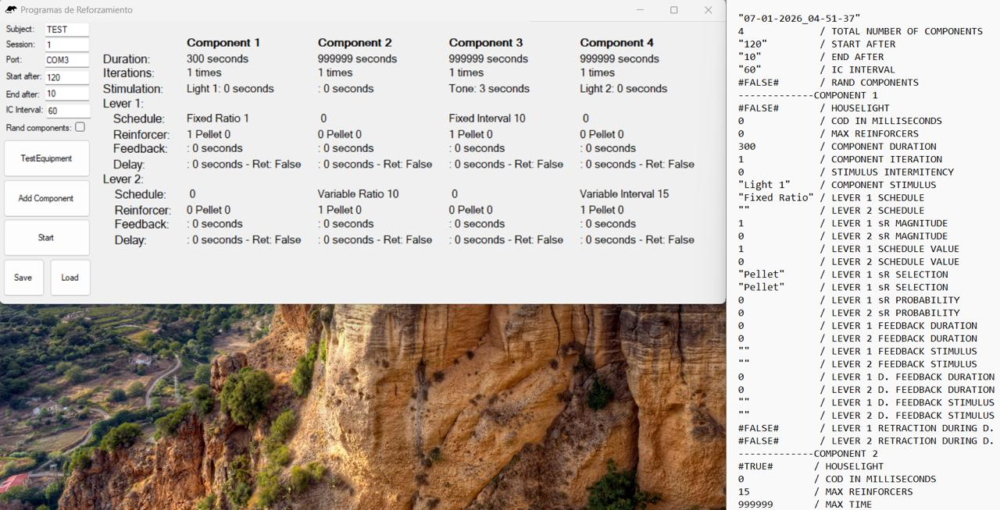 Programas de Reforzamiento
Subject: TEST
Session: 1
Port: COM3
Start after: 120
End after: 10
IC Interval: 60
Rand components:
TestEquipment
Add Component
Start
Save Load
Component 1 Component 2 Component 3 Component 4
Duration: 300 seconds 999999 seconds 999999 seconds 999999 seconds
Iterations: 1 times 1 times 1 times 1 times
Stimulation: Light 1: 0 seconds : 0 seconds Tone: 3 seconds Light 2: 0 seconds
Lever 1:
Schedule: Fixed Ratio 1 0 Fixed Interval 10 0
Reinforcer: 1 Pellet 0 0 Pellet 0 1 Pellet 0 0 Pellet 0
Feedback: : 0 seconds : 0 seconds : 0 seconds : 0 seconds
Delay: : 0 seconds - Ret: False : 0 seconds - Ret: False : 0 seconds - Ret: False : 0 seconds - Ret: False
Lever 2:
Schedule: 0 Variable Ratio 10 0 Variable Interval 15
Reinforcer: 0 Pellet 0 1 Pellet 0 0 Pellet 0 1 Pellet 0
Feedback: : 0 seconds : 0 seconds : 0 seconds : 0 seconds
Delay: : 0 seconds - Ret: False : 0 seconds - Ret: False : 0 seconds - Ret: False : 0 seconds - Ret: False
"07-01-2026_04-51-37"
4 / TOTAL NUMBER OF COMPONENTS
"120" / START AFTER
"10" / END AFTER
"60" / IC INTERVAL
#FALSE# / RAND COMPONENTS
-------------COMPONENT 1
#FALSE# / HOUSELIGHT
0 / COD IN MILLISECONDS
0 / MAX REINFORCERS
300 / COMPONENT DURATION
1 / COMPONENT ITERATION
0 / STIMULUS INTERMITENCY
"Light 1" / COMPONENT STIMULUS
"Fixed Ratio" / LEVER 1 SCHEDULE
"" / LEVER 2 SCHEDULE
1 / LEVER 1 sR MAGNITUDE
0 / LEVER 2 sR MAGNITUDE
1 / LEVER 1 SCHEDULE VALUE
0 / LEVER 2 SCHEDULE VALUE
"Pellet" / LEVER 1 sR SELECTION
"Pellet" / LEVER 1 sR SELECTION
0 / LEVER 1 sR PROBABILITY
0 / LEVER 2 sR PROBABILITY
0 / LEVER 1 FEEDBACK DURATION
0 / LEVER 2 FEEDBACK DURATION
"" / LEVER 1 FEEDBACK STIMULUS
"" / LEVER 2 FEEDBACK STIMULUS
0 / LEVER 1 D. FEEDBACK DURATION
0 / LEVER 2 D. FEEDBACK DURATION
"" / LEVER 1 D. FEEDBACK STIMULUS
"" / LEVER 2 D. FEEDBACK STIMULUS
#FALSE# / LEVER 1 RETRACTION DURING D.
#FALSE# / LEVER 2 RETRACTION DURING D.
-------------COMPONENT 2
#TRUE# / HOUSELIGHT
0 / COD IN MILLISECONDS
15 / MAX REINFORCERS
999999 / MAX TIME